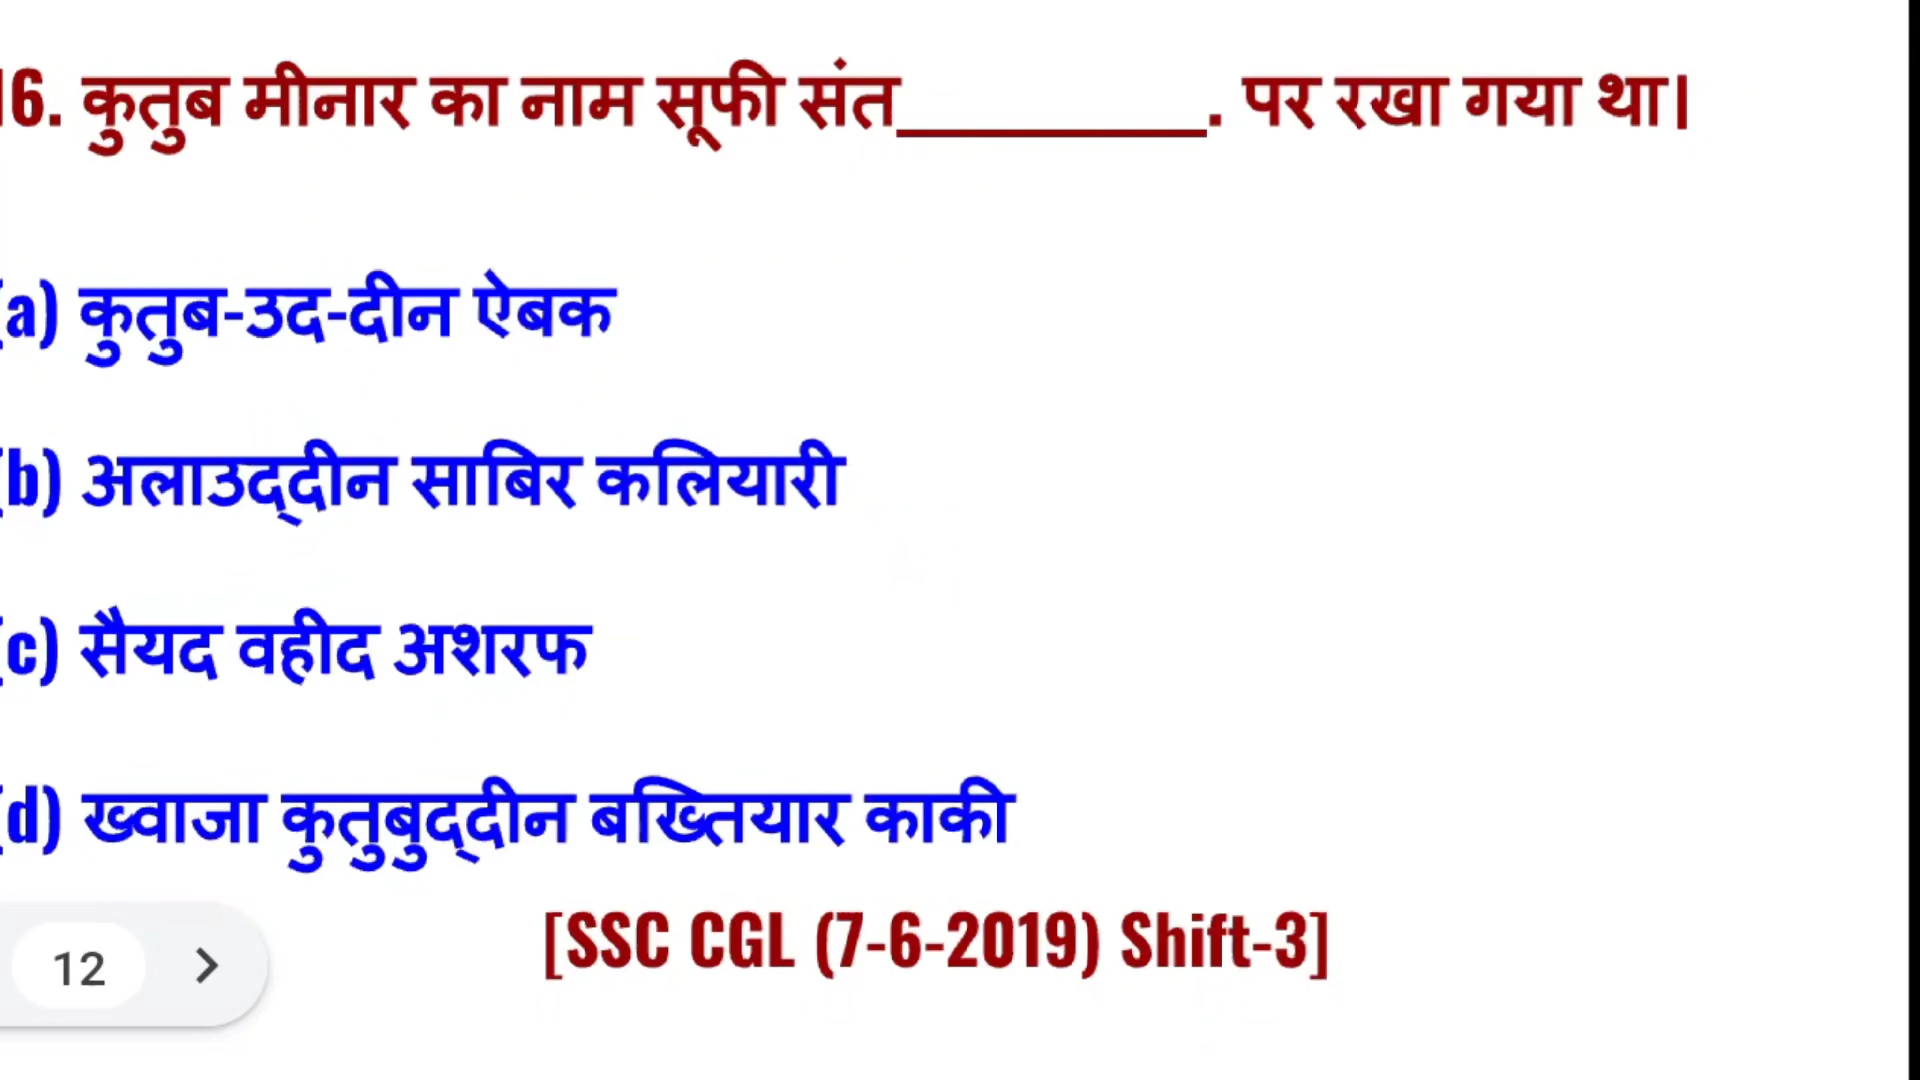 16. कुतुब मीनार का नाम सूफी संत_________. पर रखा गया था|
(a) कुतुब-उद-दीन ऐबक
(b) अलाउद्‌दीन साबिर कलियारी
(c) सैयद वहीद अशरफ
(d) ख्वाजा कुतुबुद्‌दीन बख्तियार काकी
[SSC CGL (7-6-2019) Shift-3]
12 >